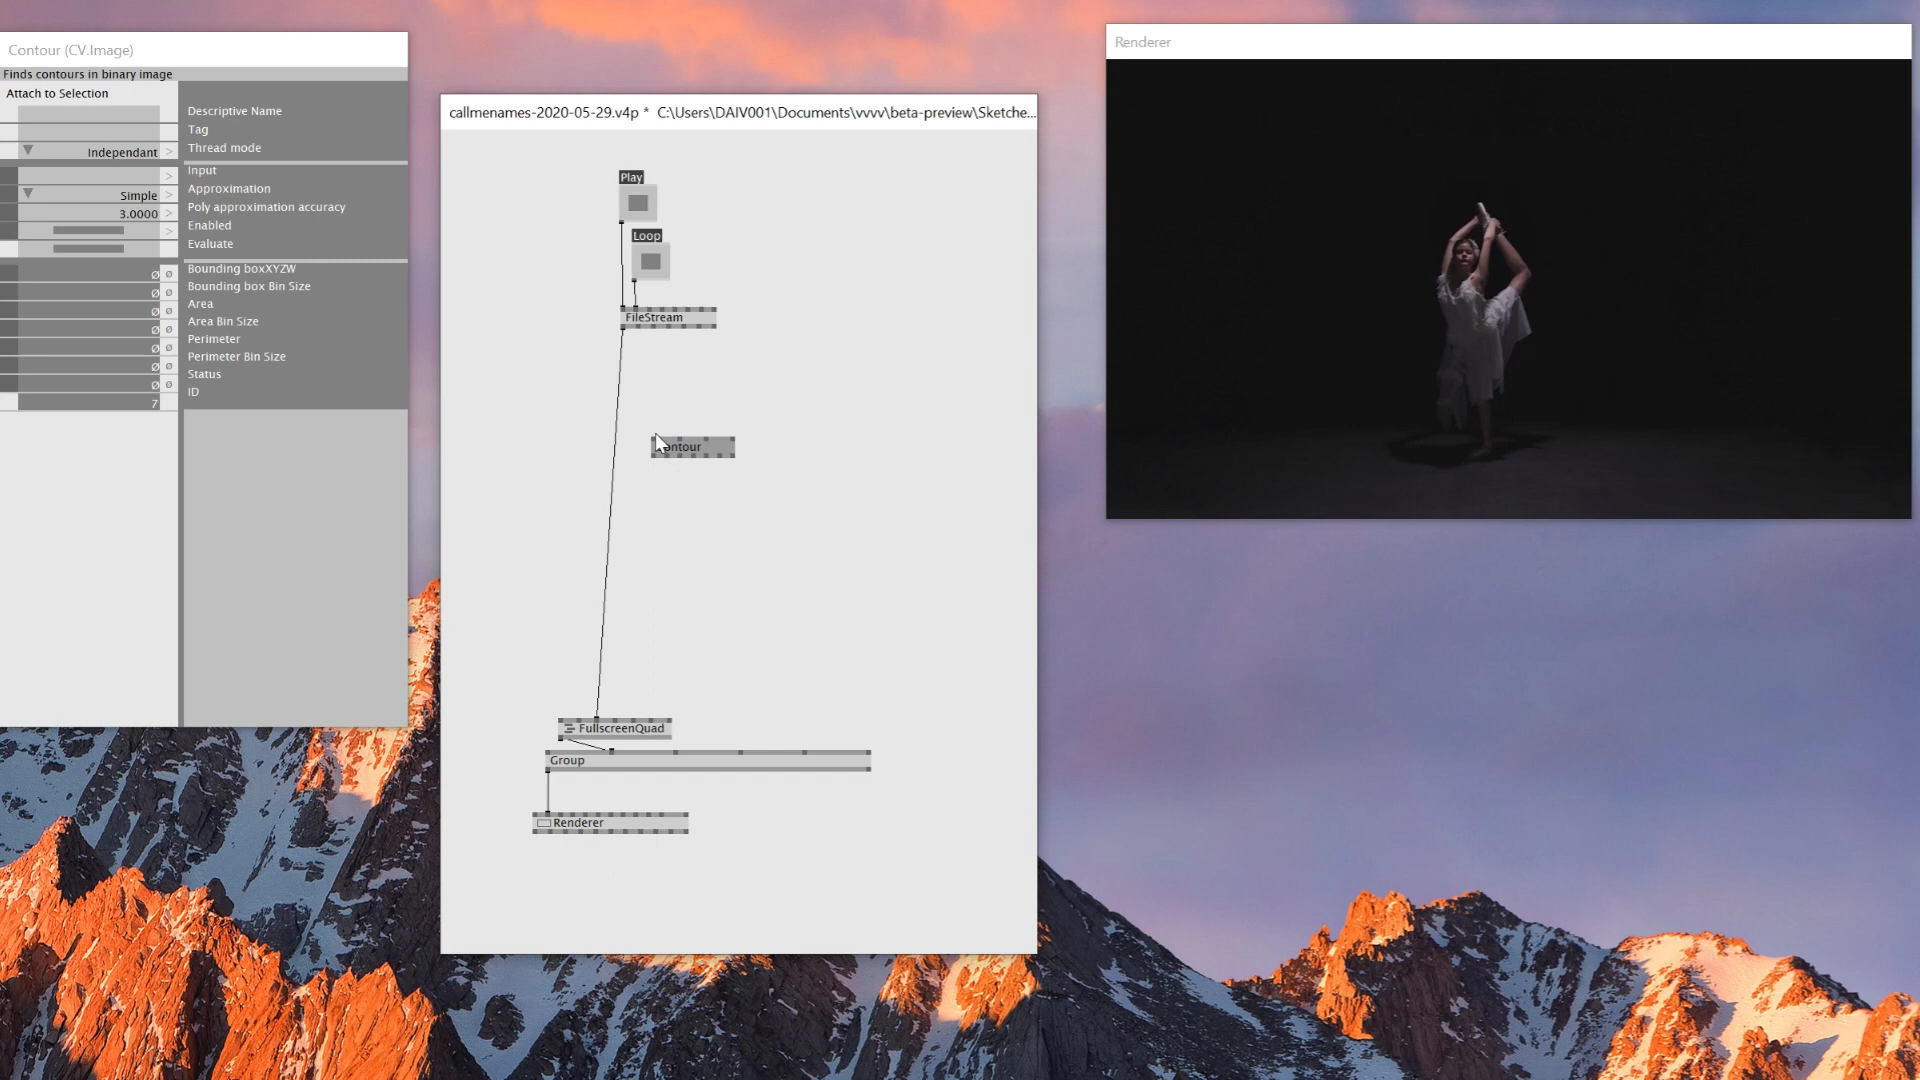 Contour (CV.Image)
Finds contours in binary image
Attach to Selection
Descriptive Name
Tag
Independant > Thread mode
> Input
Simple > Approximation
3.0000 > Poly approximation accuracy
> Enabled
Evaluate
Ø Ø Bounding boxXYZW
Ø Ø Bounding box Bin Size
Ø Ø Area
Ø Ø Area Bin Size
Ø Ø Perimeter
Ø Ø Perimeter Bin Size
Ø Ø Status
7 ID
callmenames-2020-05-29.v4p * C:\Users\DAIV001\Documents\vvvv\beta-preview\Sketche...
Play
Loop
FileStream
ontour
FullscreenQuad
Group
Renderer
Renderer